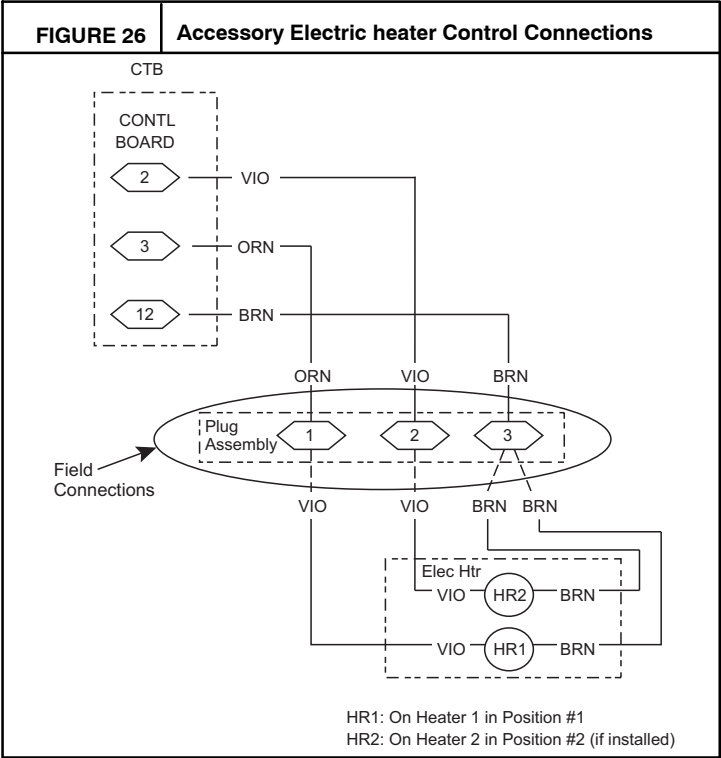 FIGURE 26
Accessory Electric heater Control Connections
CTB
CONTL
BOARD
2
VIO
3
ORN
12
BRN
ORN VIO BRN
Plug
Assembly
1 2 3
Field
Connections
VIO VIO BRN BRN
Elec Htr
VIO HR2 BRN
VIO HR1 BRN
HR1: On Heater 1 in Position #1
HR2: On Heater 2 in Position #2 (if installed)